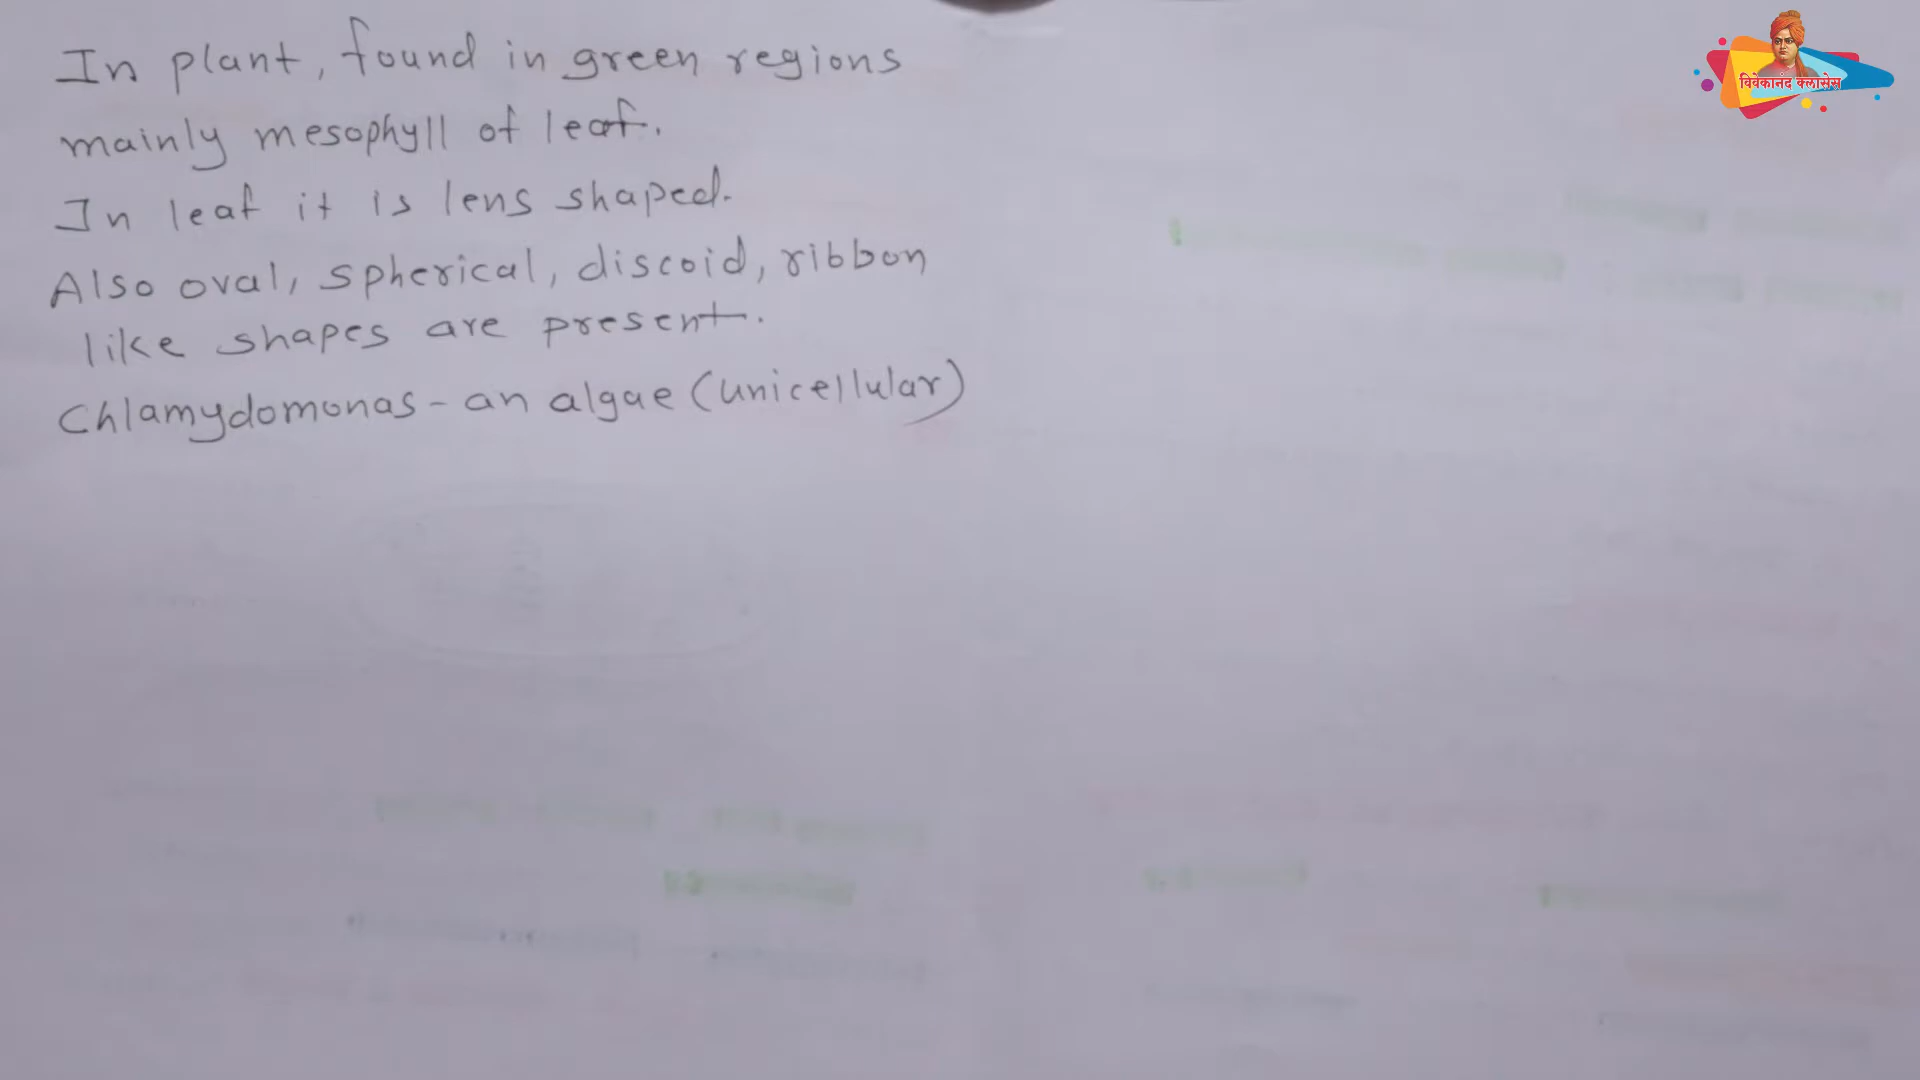 In plant, found in green regions
mainly mesophyll of leaf.
In leaf it is lens shaped.
Also oval, spherical, discoid, ribbon
like shapes are present.
Chlamydomonas - an algae (unicellular)
विवेकानंद क्लासेस